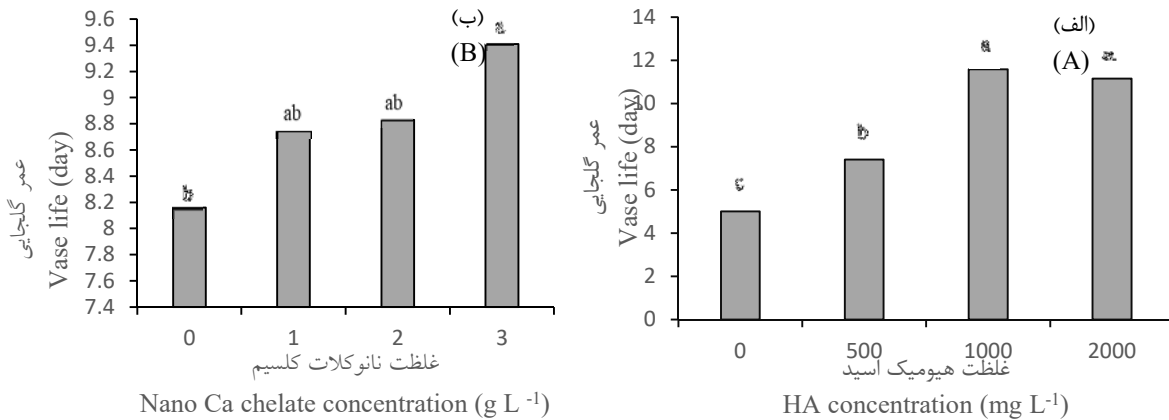 9.6
9.4
9.2
9
8.8
8.6
8.4
8.2
8
7.8
7.6
7.4
عمر گلجایی
Vase life (day)
(ب)
(B)
b
ab
ab
a
0 1 2 3
غلظت نانوکلات کلسیم
Nano Ca chelate concentration (g L -1)
14
12
10
8
6
4
2
0
عمر گلجایی
Vase life (day)
(الف)
(A)
c
b
a
a
0 500 1000 2000
غلظت هیومیک اسید
HA concentration (mg L-1)